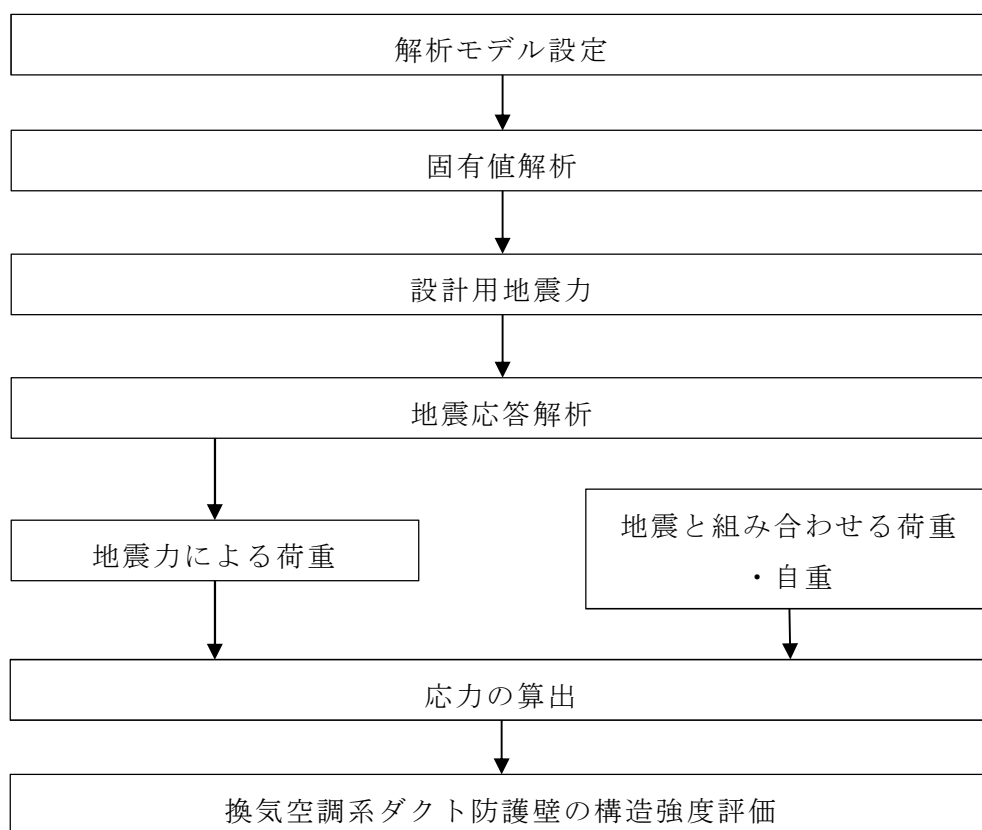 解析モデル設定
固有値解析
設計用地震力
地震応答解析
地震力による荷重
地震と組み合わせる荷重
・自重
応力の算出
換気空調系ダクト防護壁の構造強度評価